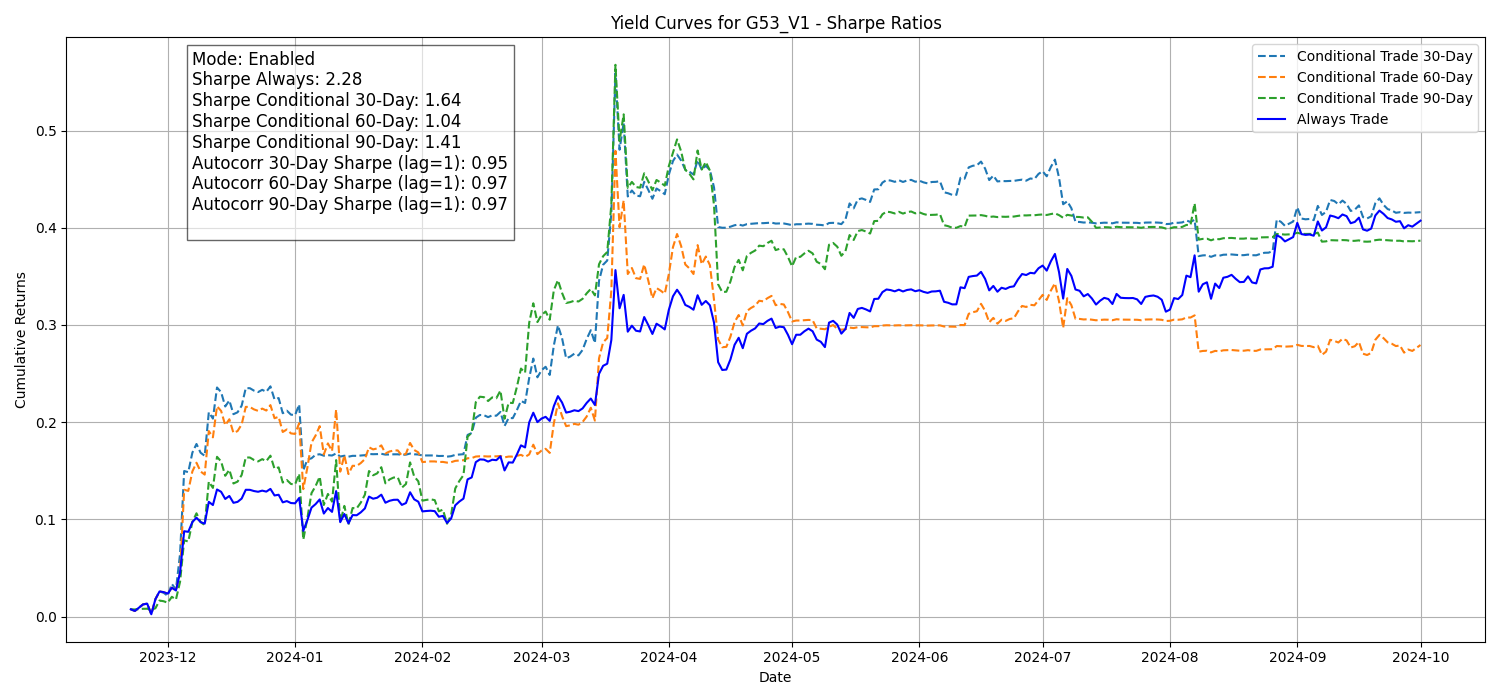 Yield Curves for G53_V1 - Sharpe Ratios
Mode: Enabled
Sharpe Always: 2.28
Sharpe Conditional 30-Day: 1.64
Sharpe Conditional 60-Day: 1.04
Sharpe Conditional 90-Day: 1.41
Autocorr 30-Day Sharpe (lag=1): 0.95
Autocorr 60-Day Sharpe (lag=1): 0.97
Autocorr 90-Day Sharpe (lag=1): 0.97
Conditional Trade 30-Day
Conditional Trade 60-Day
Conditional Trade 90-Day
Always Trade
Cumulative Returns
0.5
0.4
0.3
0.2
0.1
0.0
2023-12
2024-01
2024-02
2024-03
2024-04
2024-05
2024-06
2024-07
2024-08
2024-09
2024-10
Date